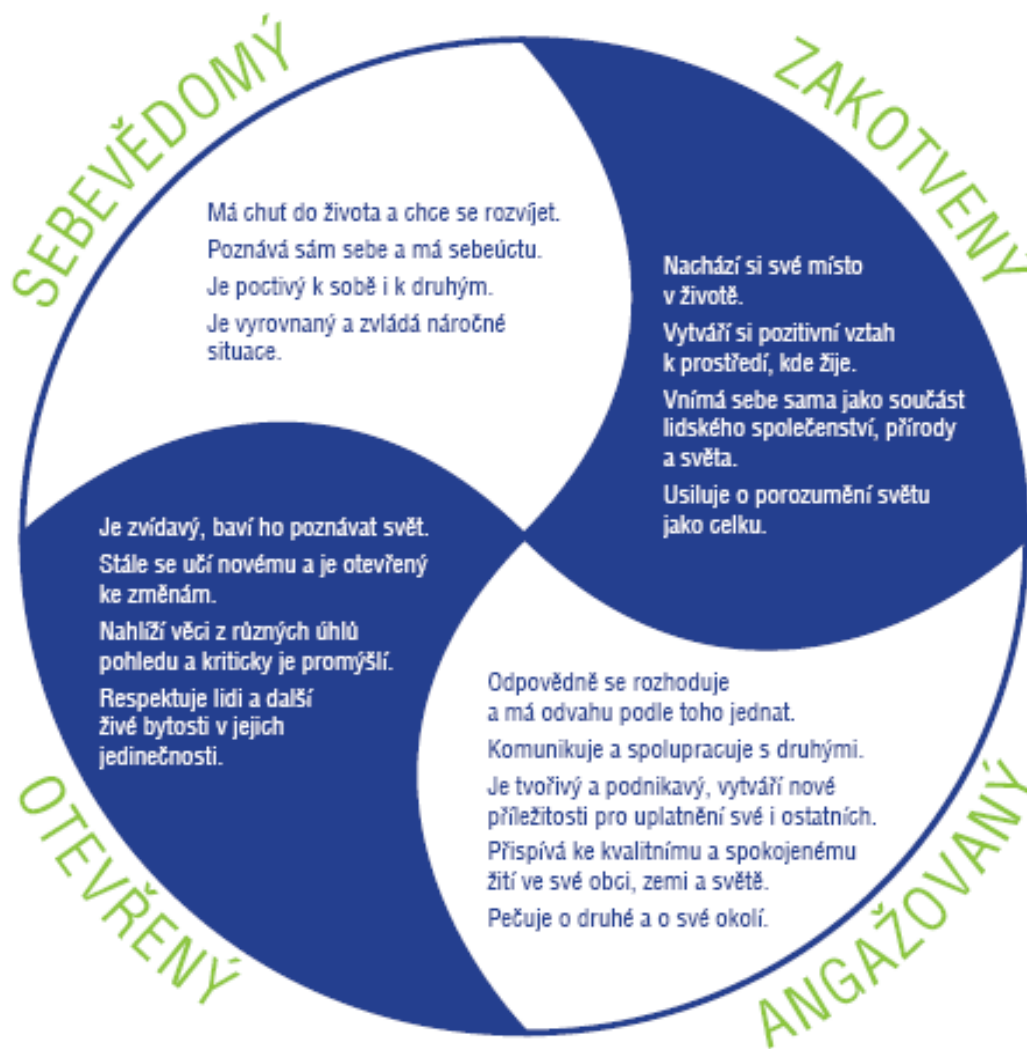 SEBEVĚDOMÝ
Má chuť do života a chce se rozvíjet.
Poznává sám sebe a má sebeúctu.
Je poctivý k sobě i k druhým.
Je vyrovnaný a zvládá náročné
situace.
ZAKOTVENÝ
Nachází si své místo
v životě.
Vytváří si pozitivní vztah
k prostředí, kde žije.
Vnímá sebe sama jako součást
lidského společenství, přírody
a světa.
Usiluje o porozumění světu
jako celku.
OTEVŘENÝ
Je zvídavý, baví ho poznávat svět.
Stále se učí novému a je otevřený
ke změnám.
Nahlíží věci z různých úhlů
pohledu a kriticky je promýšlí.
Respektuje lidi a další
živé bytosti v jejich
jedinečnosti.
ANGAŽOVANÝ
Odpovědně se rozhoduje
a má odvahu podle toho jednat.
Komunikuje a spolupracuje s druhými.
Je tvořivý a podnikavý, vytváří nové
příležitosti pro uplatnění své i ostatních.
Přispívá ke kvalitnímu a spokojenému
žití ve své obci, zemi a světě.
Pečuje o druhé a o své okolí.